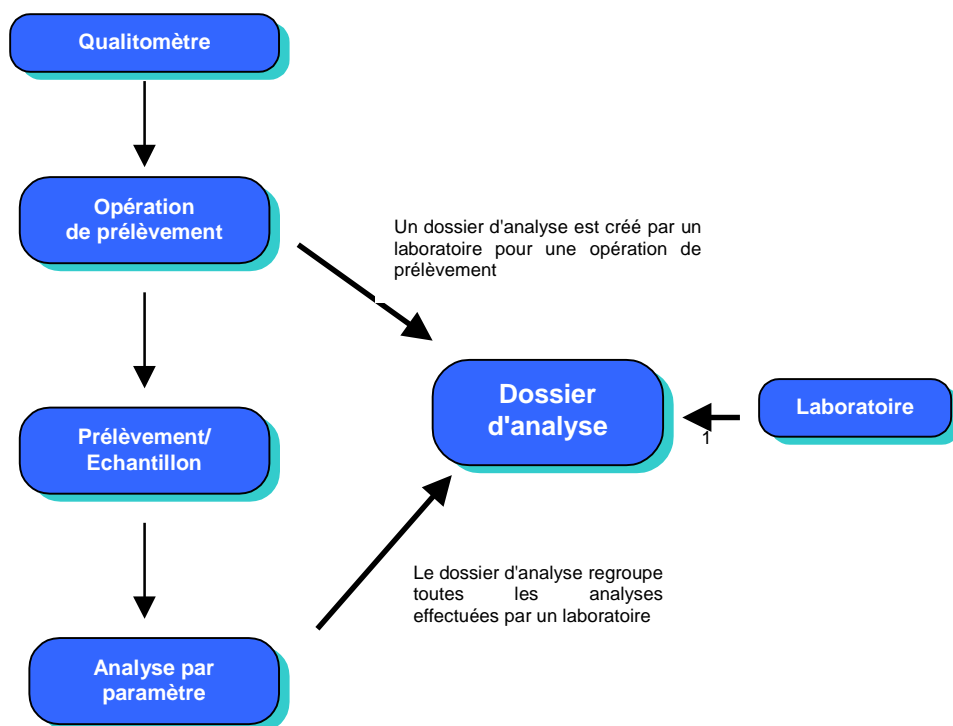 Qualitomètre
Opération
de prélèvement
Un dossier d'analyse est créé par un
laboratoire pour une opération de
prélèvement
Dossier
d'analyse
Laboratoire
1
Prélèvement/
Echantillon
Le dossier d'analyse regroupe
toutes les analyses
effectuées par un laboratoire
Analyse par
paramètre